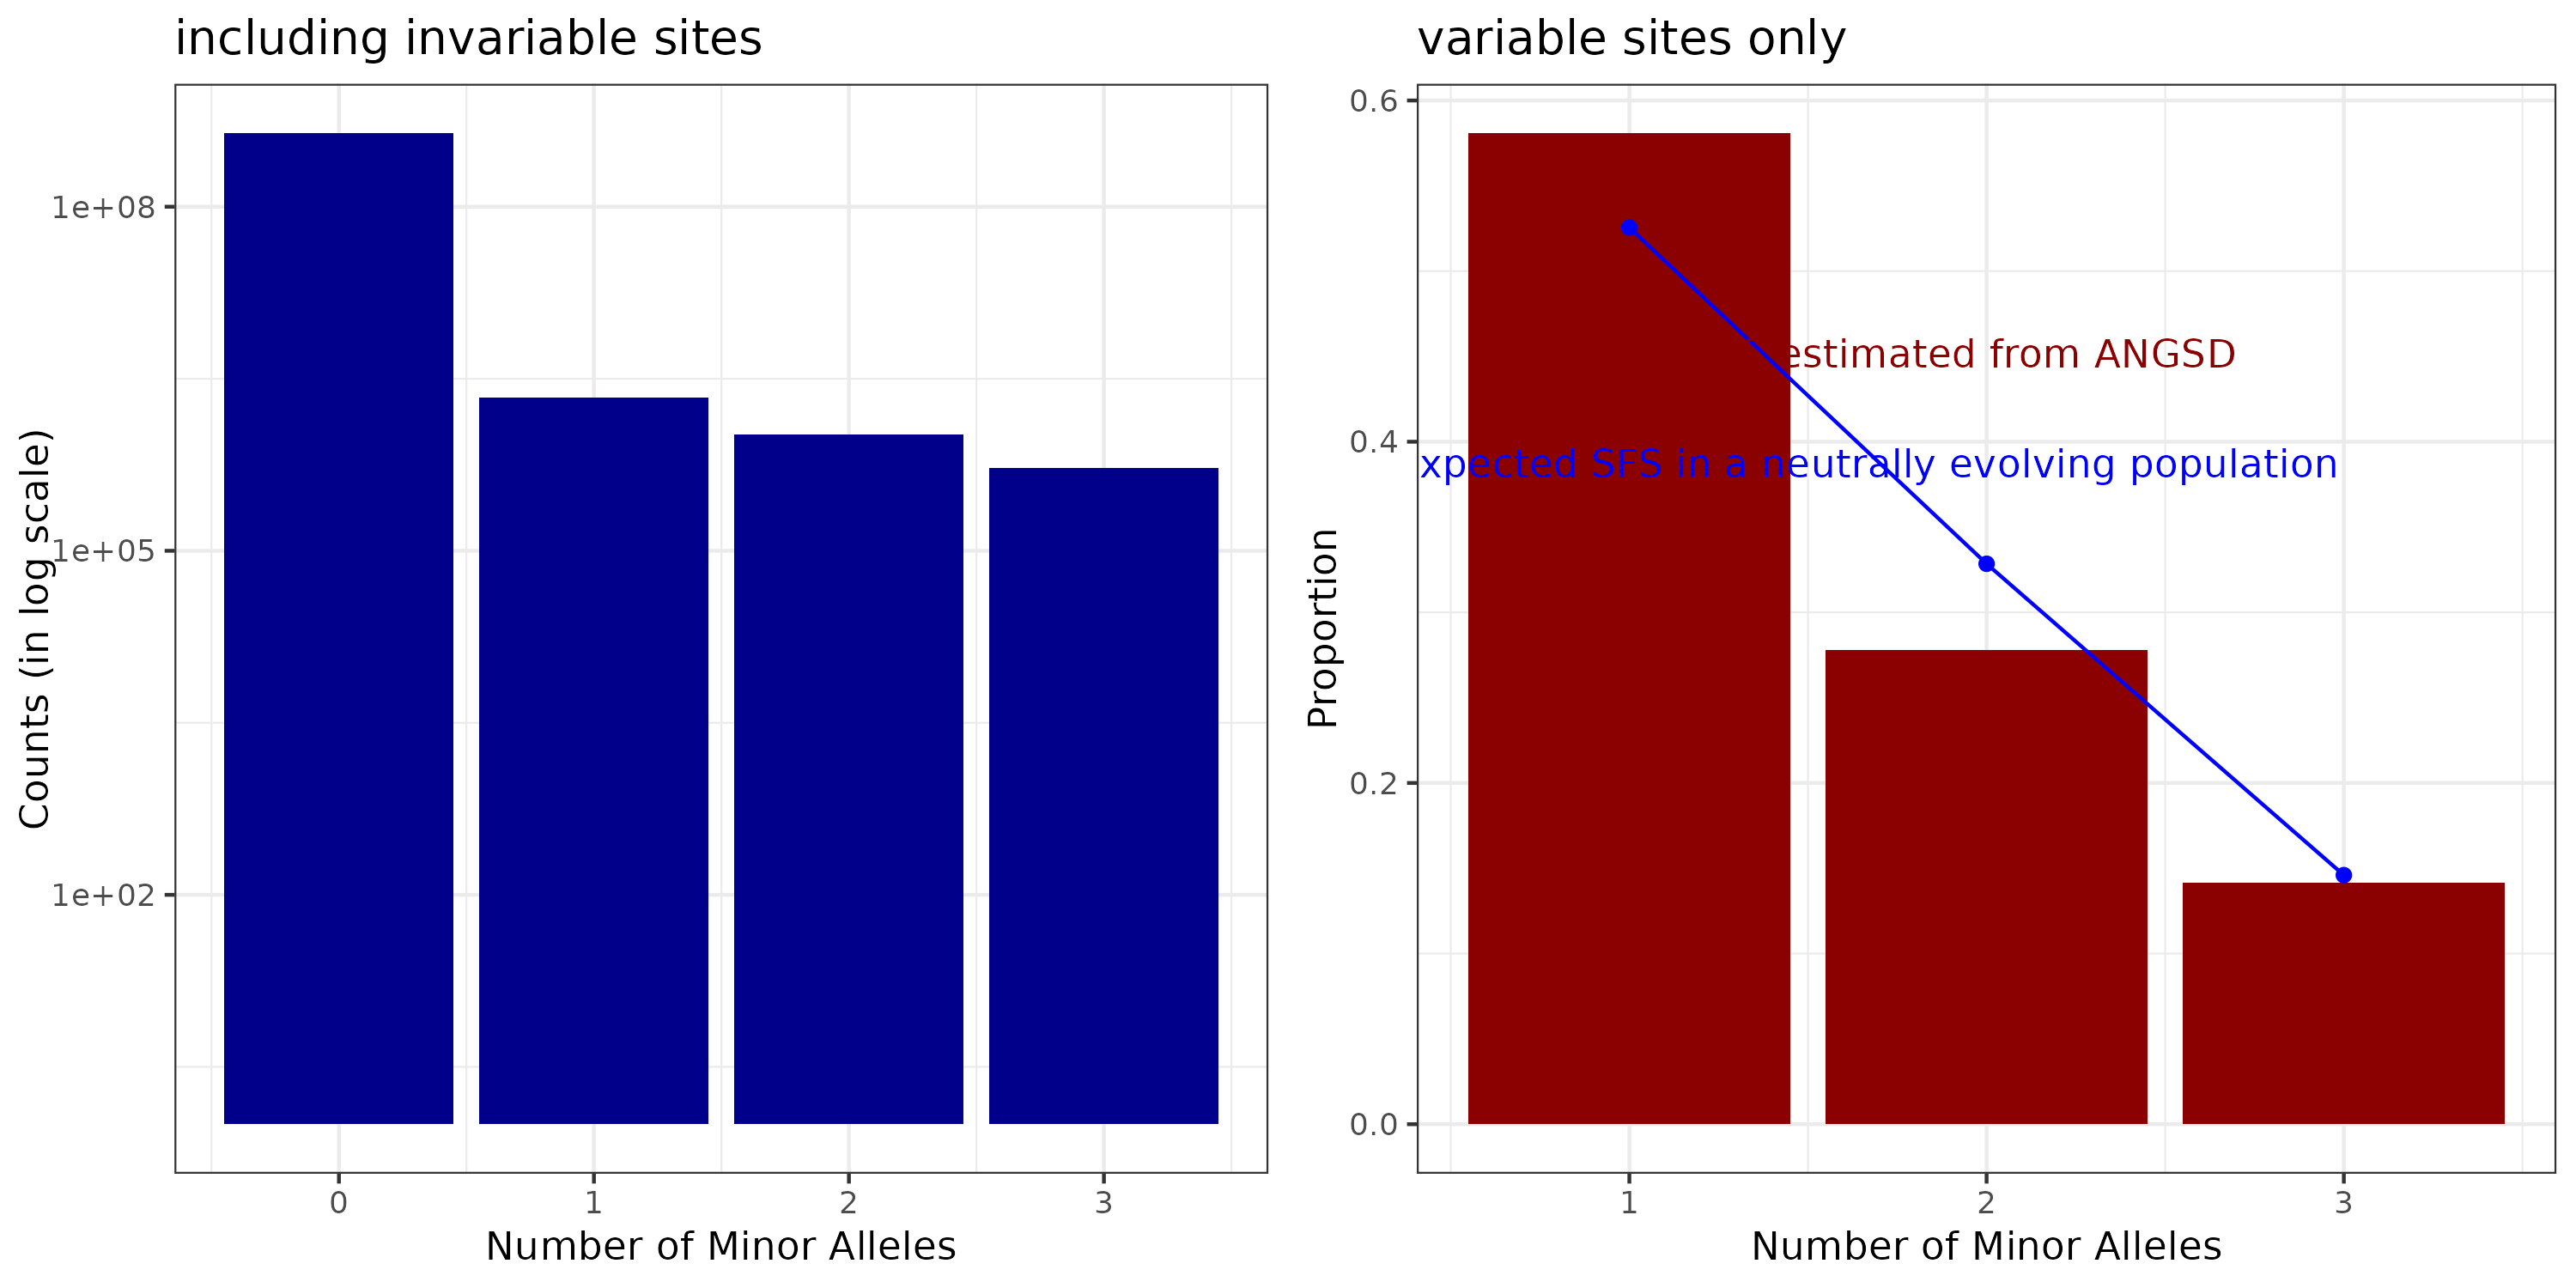 including invariable sites
Counts (in log scale)
1e+08
1e+05
1e+02
0
1
2
3
Number of Minor Alleles
variable sites only
Proportion
0.6
0.4
0.2
0.0
estimated from ANGSD
xpected SFS in a neutrally evolving population
1
2
3
Number of Minor Alleles